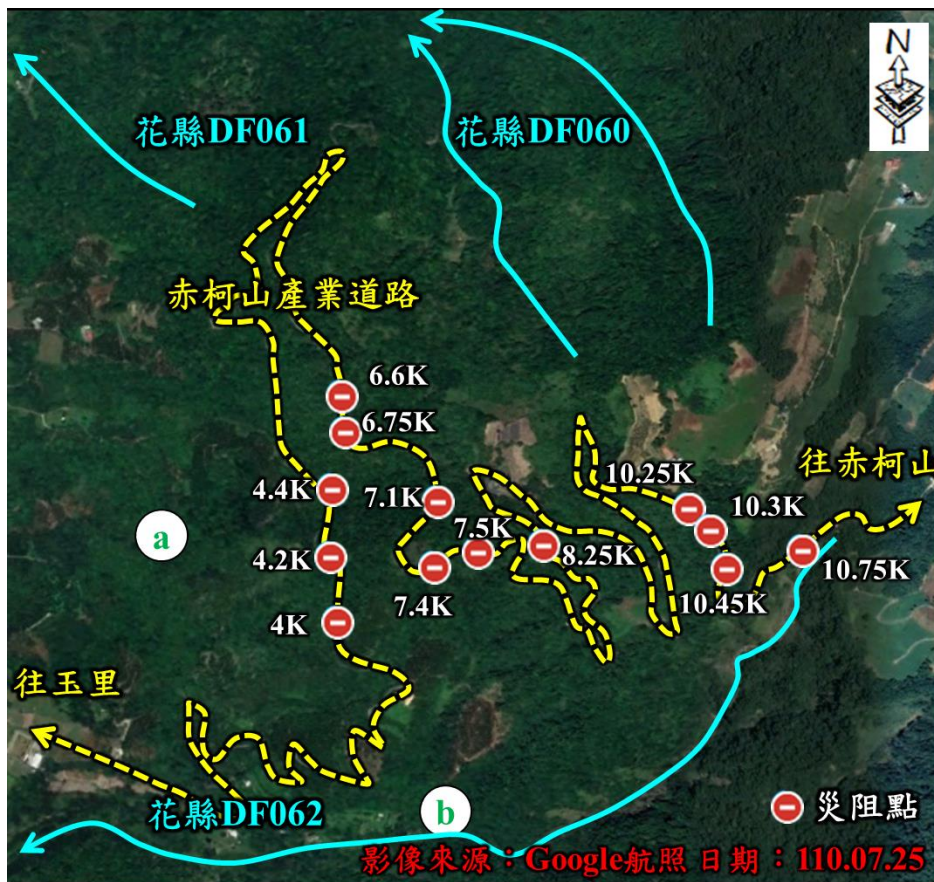 N
花縣DF061
花縣DF060
赤柯山產業道路
6.6K
6.75K
往赤柯山
4.4K
7.1K
10.25K
10.3K
a
7.5K
4.2K
8.25K
10.75K
7.4K
10.45K
4K
往玉里
花縣DF062
b
災阻點
影像來源：Google航照 日期：110.07.25